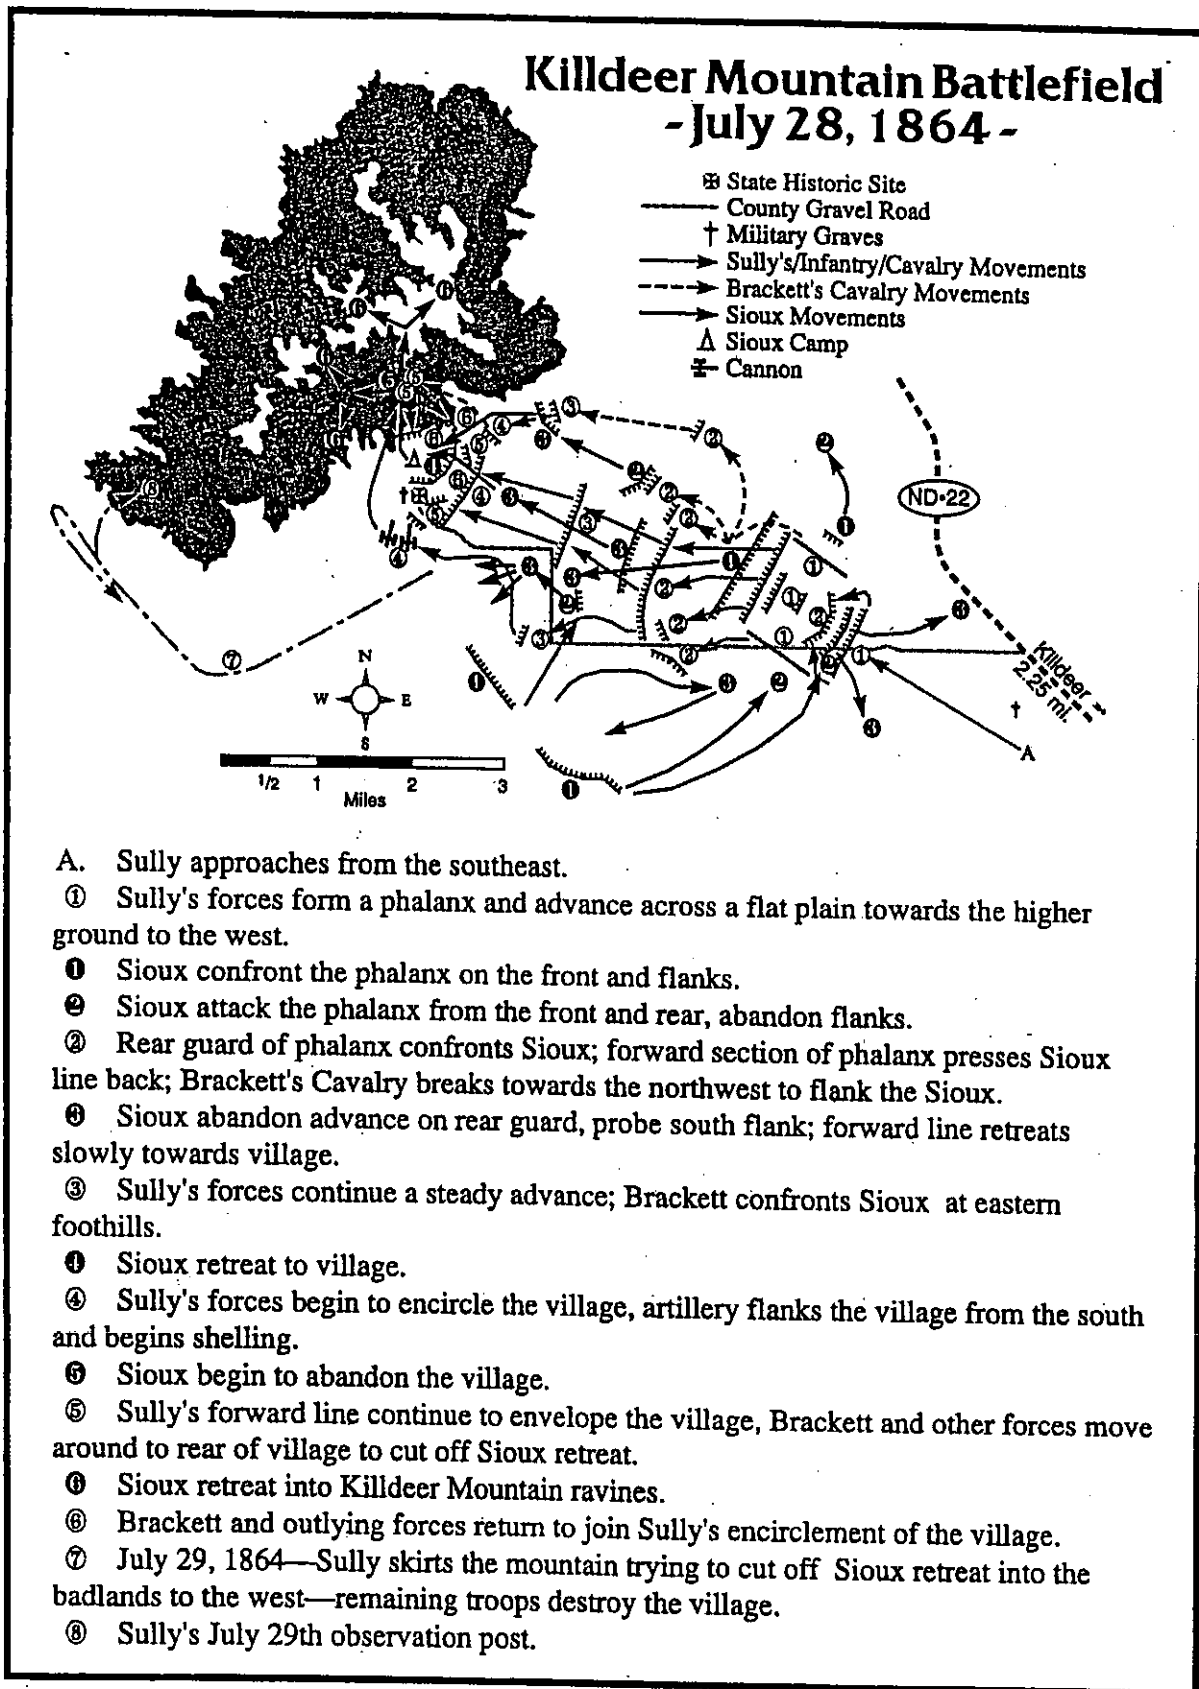 Killdeer Mountain Battlefield
-July 28, 1864-
State Historic Site
County Gravel Road
† Military Graves
Sully's/Infantry/Cavalry Movements
Brackett's Cavalry Movements
Sioux Movements
Sioux Camp
Cannon
ND•22
Killdeer
2.25 mi.
A
N
W E
S
1/2 1 2 3
Miles
A. Sully approaches from the southeast.
① Sully's forces form a phalanx and advance across a flat plain towards the higher
ground to the west.
❶ Sioux confront the phalanx on the front and flanks.
❷ Sioux attack the phalanx from the front and rear, abandon flanks.
② Rear guard of phalanx confronts Sioux; forward section of phalanx presses Sioux
line back; Brackett's Cavalry breaks towards the northwest to flank the Sioux.
❸ Sioux abandon advance on rear guard, probe south flank; forward line retreats
slowly towards village.
③ Sully's forces continue a steady advance; Brackett confronts Sioux at eastern
foothills.
❹ Sioux retreat to village.
④ Sully's forces begin to encircle the village, artillery flanks the village from the south
and begins shelling.
❺ Sioux begin to abandon the village.
⑤ Sully's forward line continue to envelope the village, Brackett and other forces move
around to rear of village to cut off Sioux retreat.
❻ Sioux retreat into Killdeer Mountain ravines.
⑥ Brackett and outlying forces return to join Sully's encirclement of the village.
⑦ July 29, 1864—Sully skirts the mountain trying to cut off Sioux retreat into the
badlands to the west—remaining troops destroy the village.
⑧ Sully's July 29th observation post.